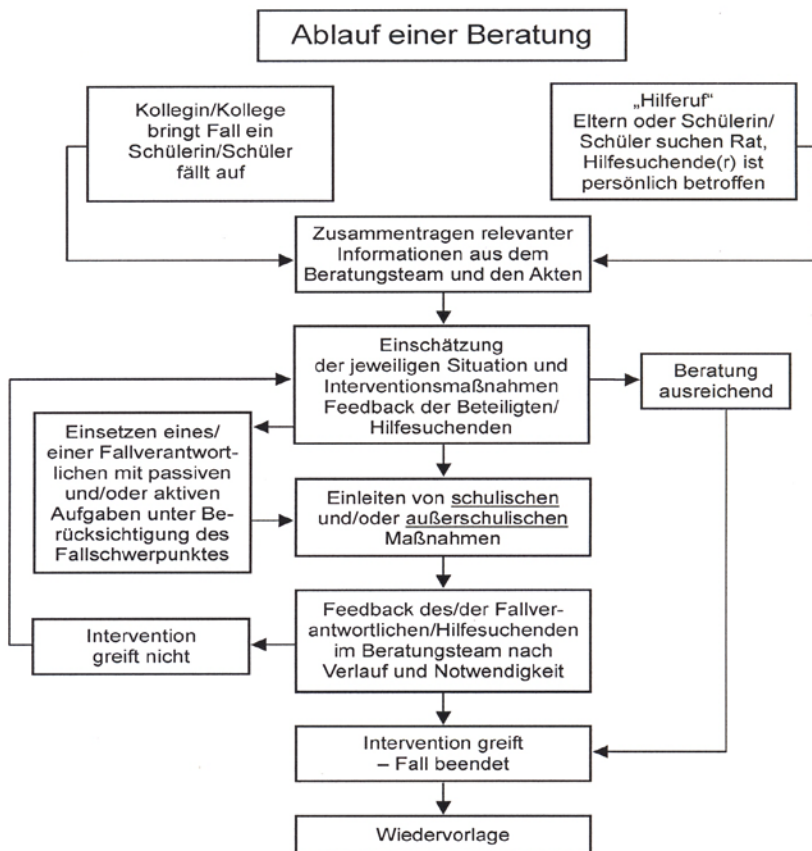 Ablauf einer Beratung
Kollegin/Kollege
bringt Fall ein
Schülerin/Schüler
fällt auf
„Hilferuf“
Eltern oder Schülerin/
Schüler suchen Rat,
Hilfesuchende(r) ist
persönlich betroffen
Zusammentragen relevanter
Informationen aus dem
Beratungsteam und den Akten
Einschätzung
der jeweiligen Situation und
Interventionsmaßnahmen
Feedback der Beteiligten/
Hilfesuchenden
Beratung
ausreichend
Einsetzen eines/
einer Fallverantwort-
lichen mit passiven
und/oder aktiven
Aufgaben unter Be-
rücksichtigung des
Fallschwerpunktes
Einleiten von schulischen
und/oder außerschulischen
Maßnahmen
Feedback des/der Fallver-
antwortlichen/Hilfesuchenden
im Beratungsteam nach
Verlauf und Notwendigkeit
Intervention
greift nicht
Intervention greift
– Fall beendet
Wiedervorlage